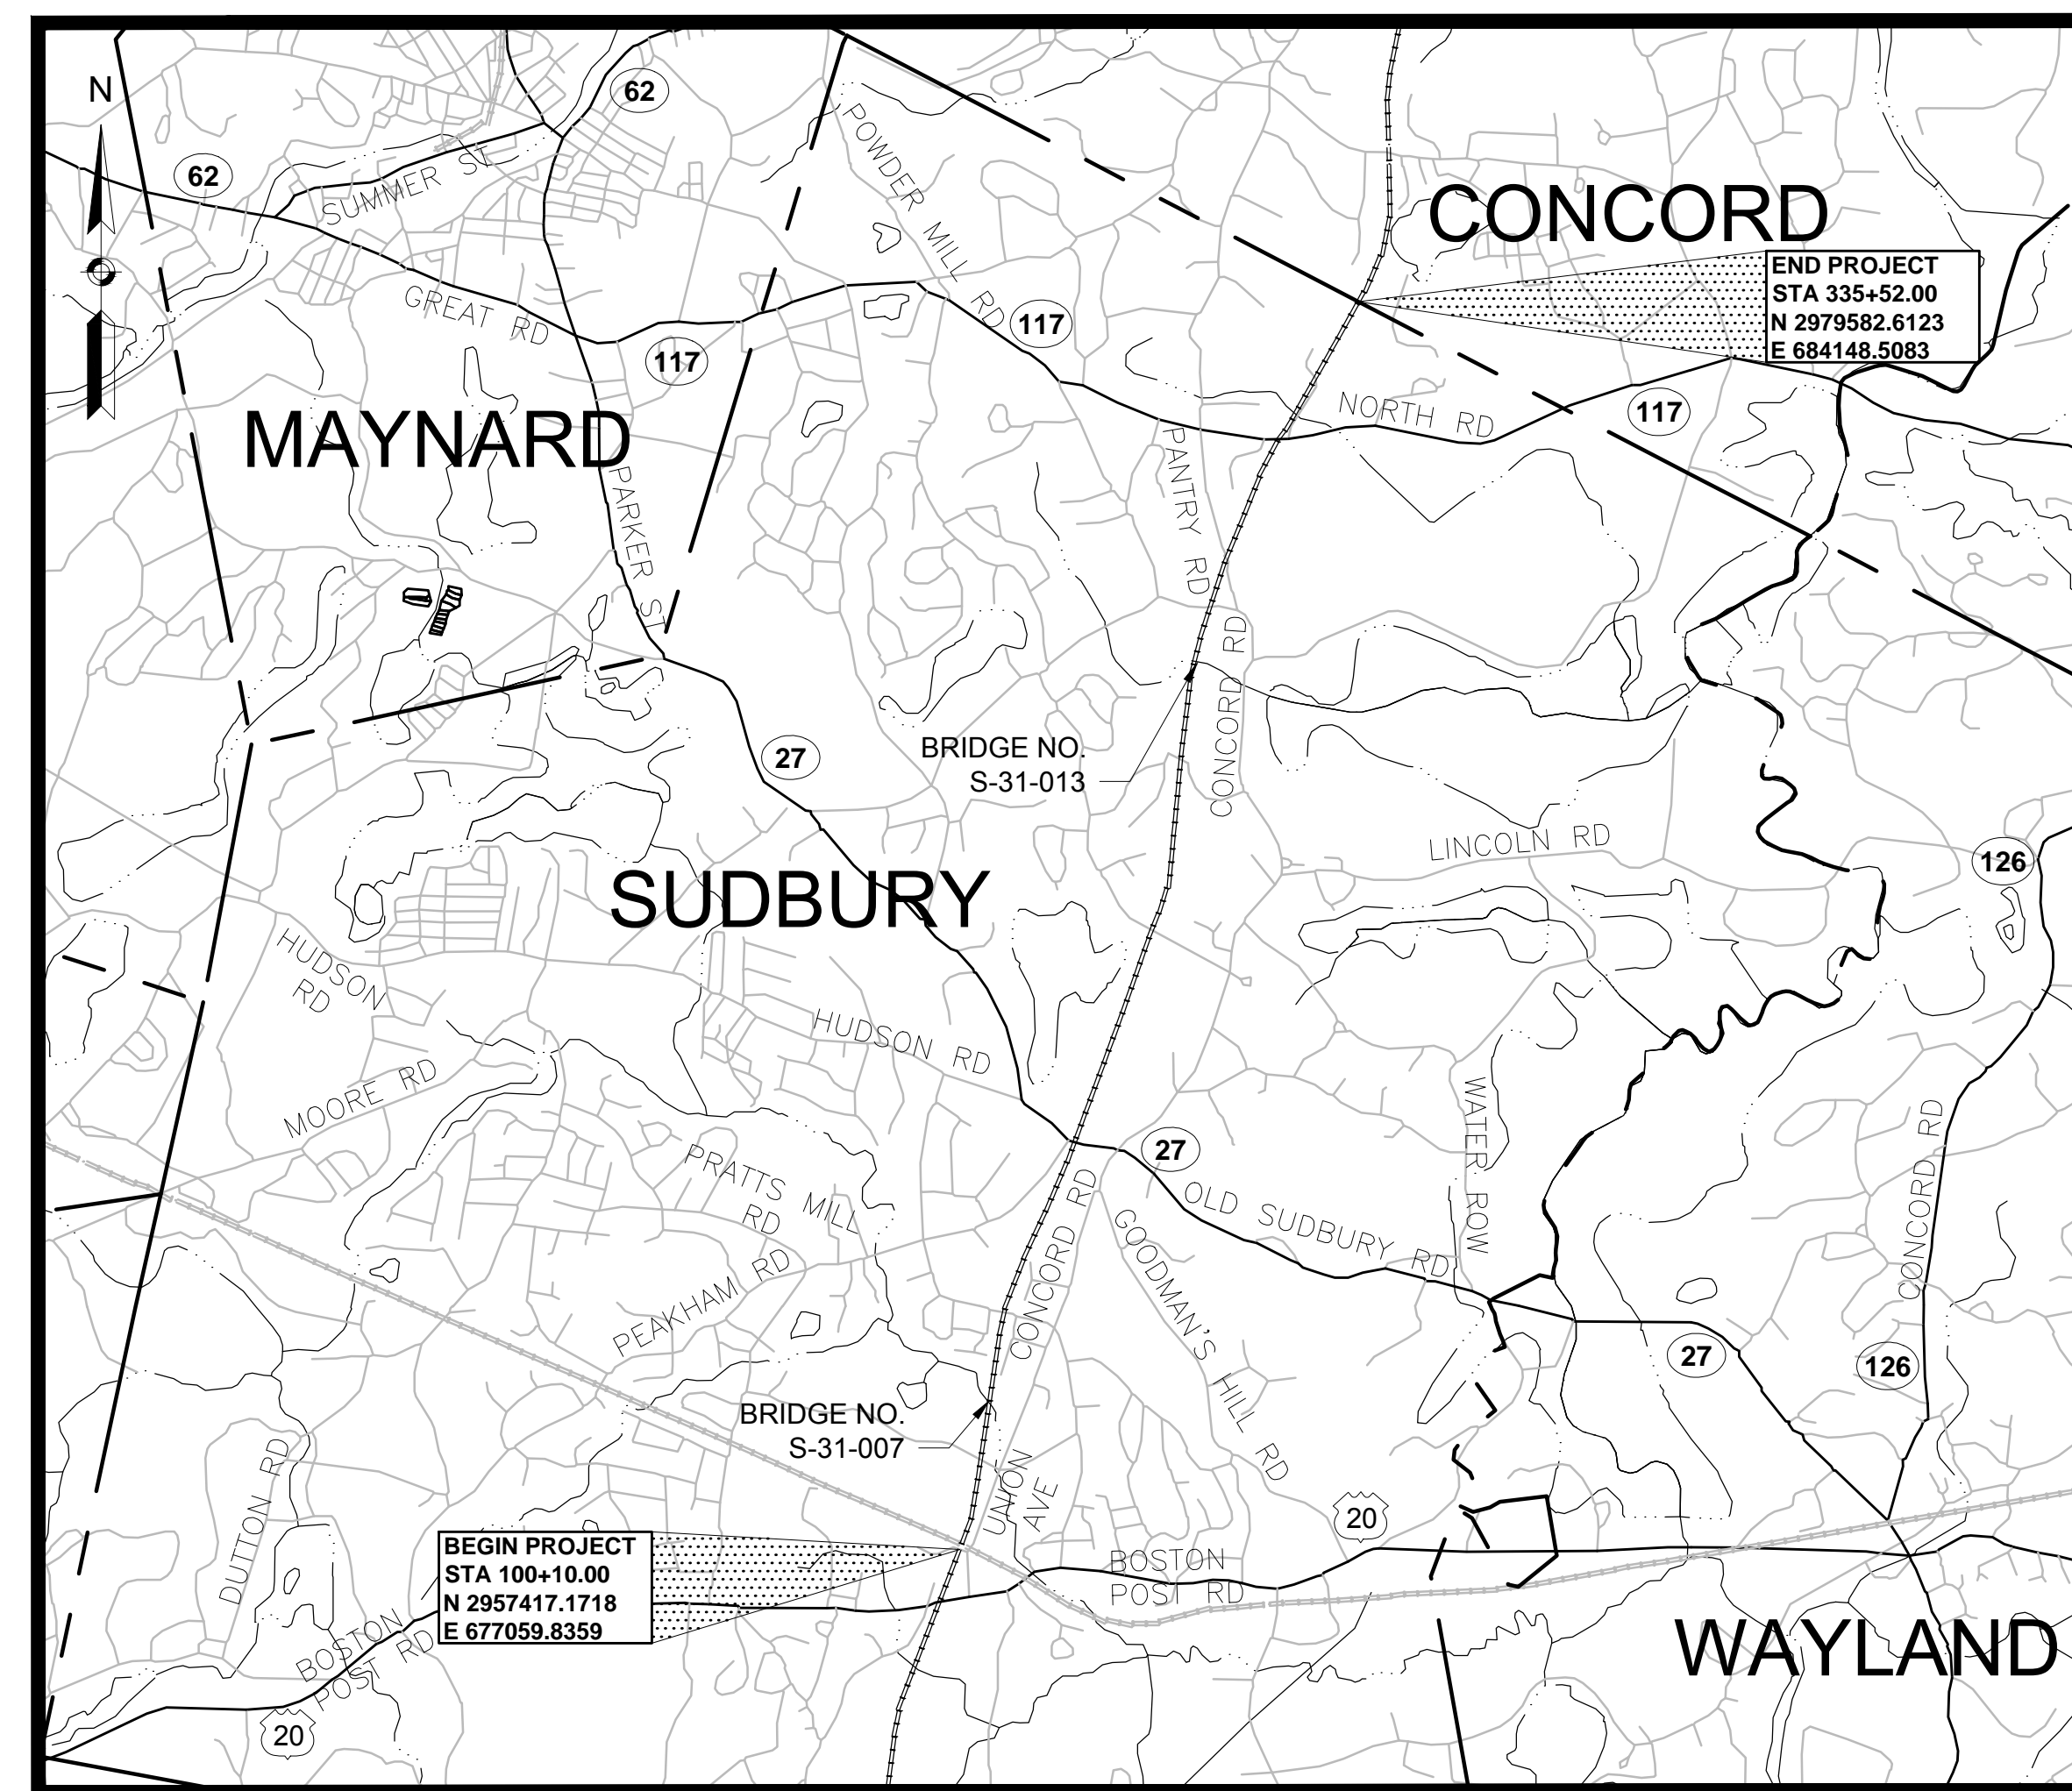 N
62
62
SUMMER ST
POWDER MILL RD
CONCORD
END PROJECT
STA 335+52.00
N 2979582.6123
E 684148.5083
GREAT RD
117
117
NORTH RD
117
MAYNARD
PARKER ST
PANTRY RD
CONCORD RD
CONCORD RD
27
BRIDGE NO.
S-31-013
LINCOLN RD
126
SUDBURY
HUDSON
RD
HUDSON RD
MOORE RD
WATER ROW
CONCORD RD
PRATTS MILL
RD
27
OLD SUDBURY RD
CONCORD RD
GOODMAN'S HILL RD
PEAKHAM RD
27
126
BRIDGE NO.
S-31-007
DUTTON RD
UNION
AVE
20
BEGIN PROJECT
STA 100+10.00
N 2957417.1718
E 677059.8359
BOSTON
POST RD
BOSTON
POST RD
WAYLAND
20